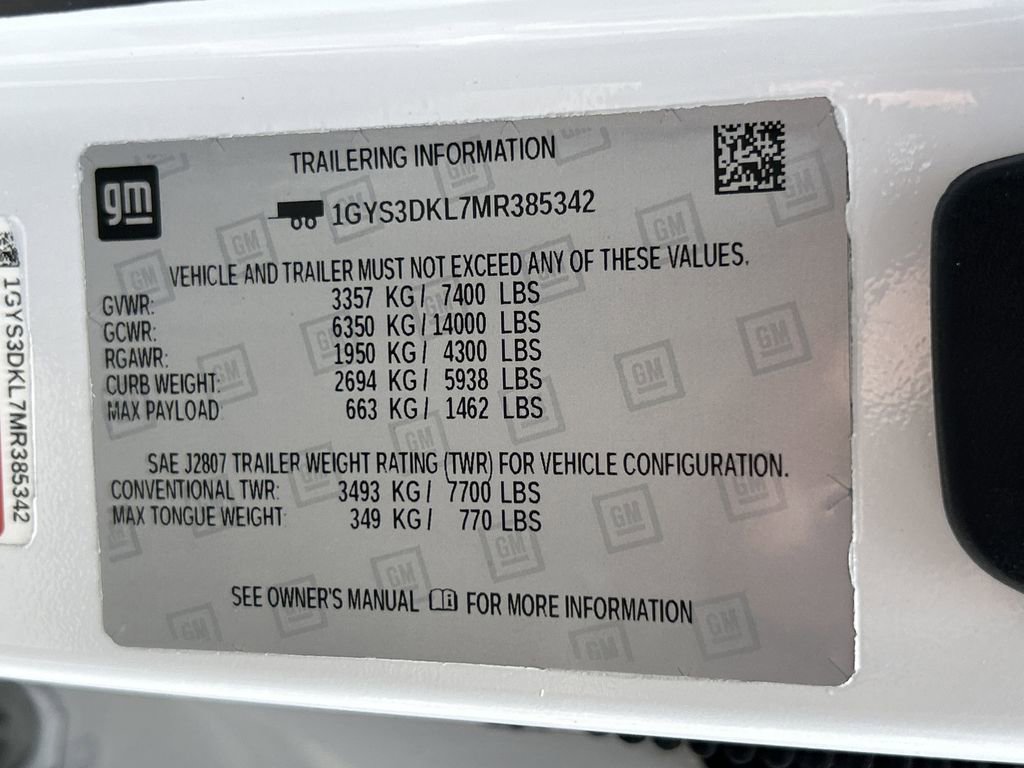 gm
TRAILERING INFORMATION
1GYS3DKL7MR385342
VEHICLE AND TRAILER MUST NOT EXCEED ANY OF THESE VALUES.
GVWR: 3357 KG / 7400 LBS
GCWR: 6350 KG / 14000 LBS
RGAWR: 1950 KG / 4300 LBS
CURB WEIGHT: 2694 KG / 5938 LBS
MAX PAYLOAD 663 KG / 1462 LBS
SAE J2807 TRAILER WEIGHT RATING (TWR) FOR VEHICLE CONFIGURATION.
CONVENTIONAL TWR: 3493 KG / 7700 LBS
MAX TONGUE WEIGHT 349 KG / 770 LBS
SEE OWNER'S MANUAL FOR MORE INFORMATION
1GYS3DKL7MR385342